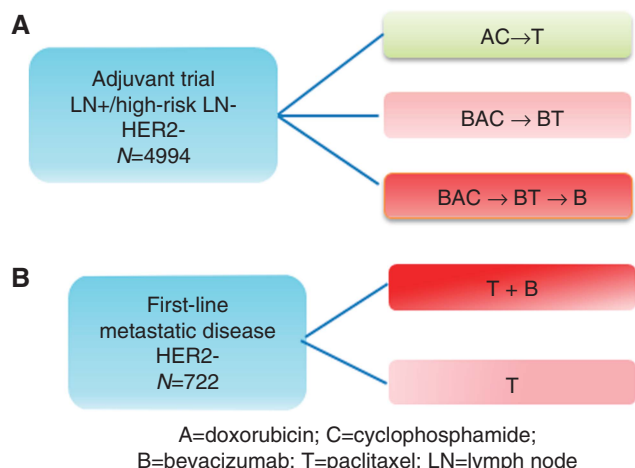 A
Adjuvant trial
LN+/high-risk LN-
HER2-
N=4994
AC→T
BAC → BT
BAC → BT → B
B
First-line
metastatic disease
HER2-
N=722
T + B
T
A=doxorubicin; C=cyclophosphamide;
B=bevacizumab; T=paclitaxel; LN=lymph node